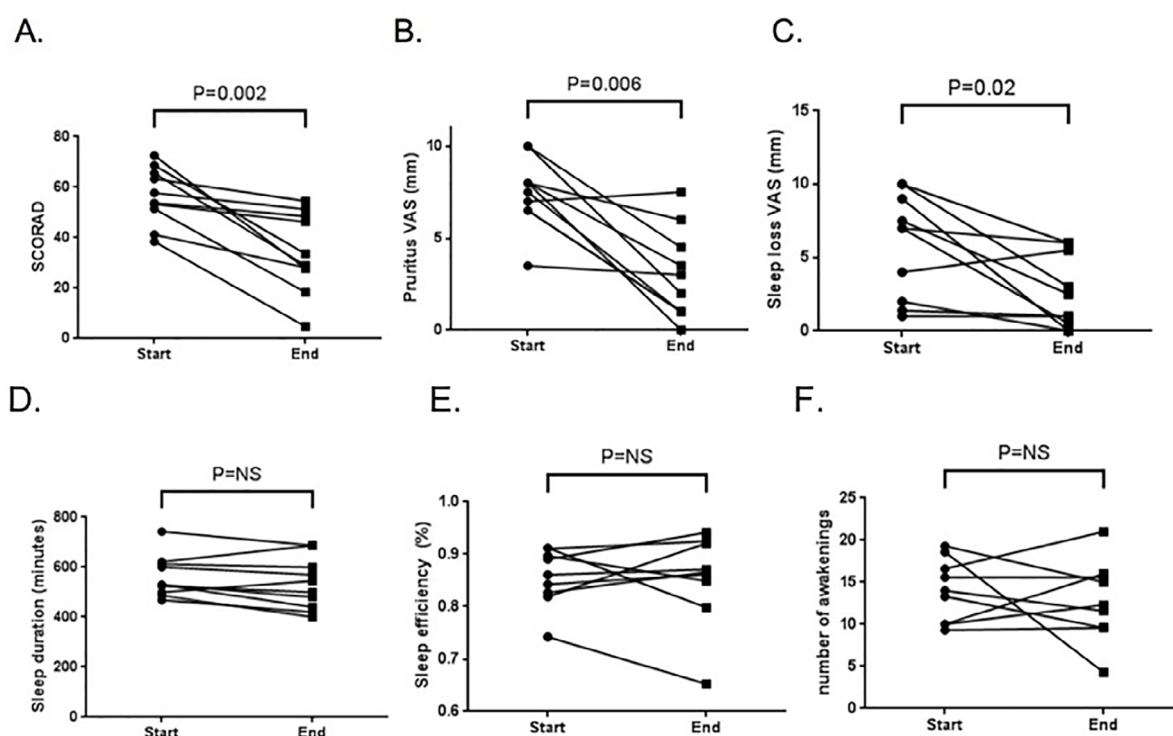 A.
P=0.002
SCORAD
80
60
40
20
0
Start End
B.
P=0.006
Pruritus VAS (mm)
10
5
0
Start End
C.
P=0.02
Sleep loss VAS (mm)
15
10
5
0
Start End
D.
P=NS
Sleep duration (minutes)
800
600
400
200
0
Start End
E.
P=NS
Sleep efficiency (%)
1.0
0.9
0.8
0.7
0.6
Start End
F.
P=NS
number of awakenings
25
20
15
10
5
0
Start End